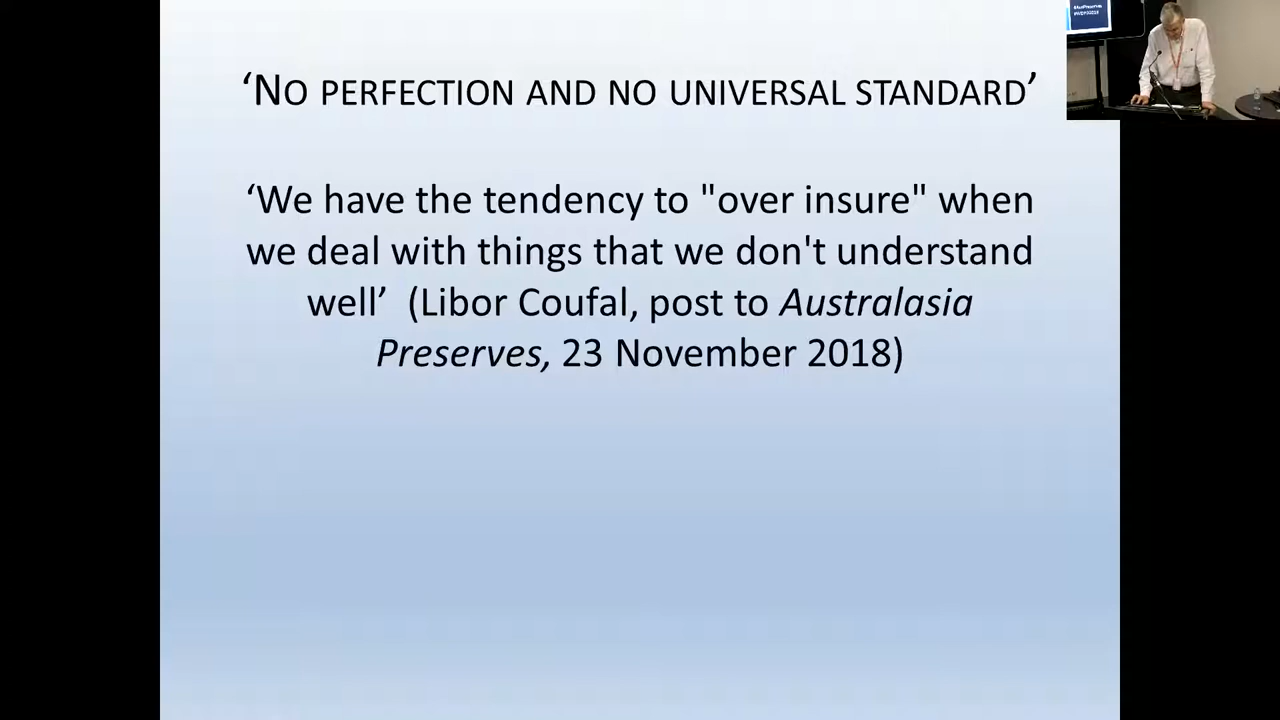 ‘NO PERFECTION AND NO UNIVERSAL STANDARD’
‘We have the tendency to "over insure" when
we deal with things that we don't understand
well’ (Libor Coufal, post to Australasia
Preserves, 23 November 2018)